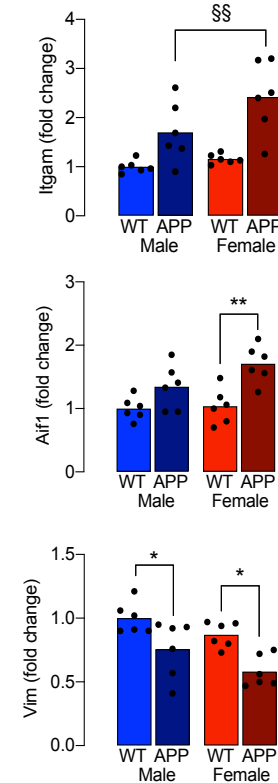 §§
Itgam (fold change)
4
3
2
1
0
WT APP WT APP
Male Female
**
Aif1 (fold change)
3
2
1
0
WT APP WT APP
Male Female
* *
Vim (fold change)
1.5
1.0
0.5
0.0
WT APP WT APP
Male Female